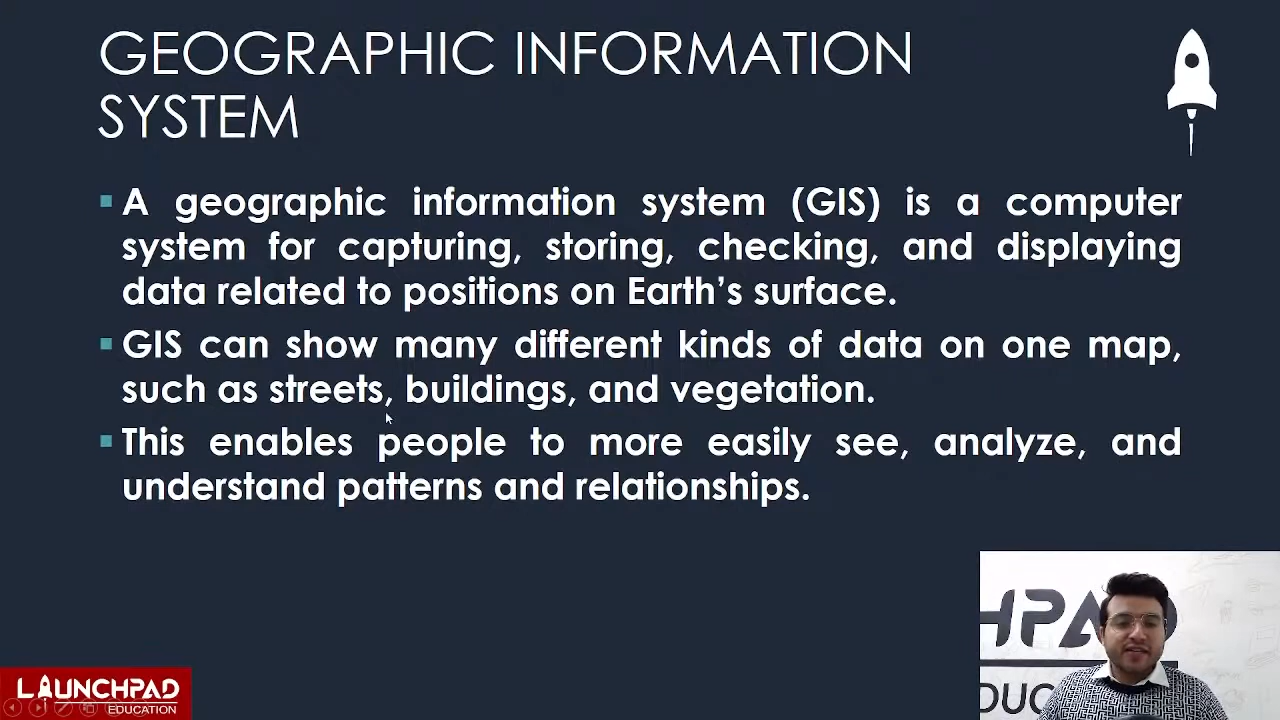 GEOGRAPHIC INFORMATION
SYSTEM
A geographic information system (GIS) is a computer
system for capturing, storing, checking, and displaying
data related to positions on Earth’s surface.
GIS can show many different kinds of data on one map,
such as streets, buildings, and vegetation.
This enables people to more easily see, analyze, and
understand patterns and relationships.
HPA
DUC
LAUNCHPAD
EDUCATION